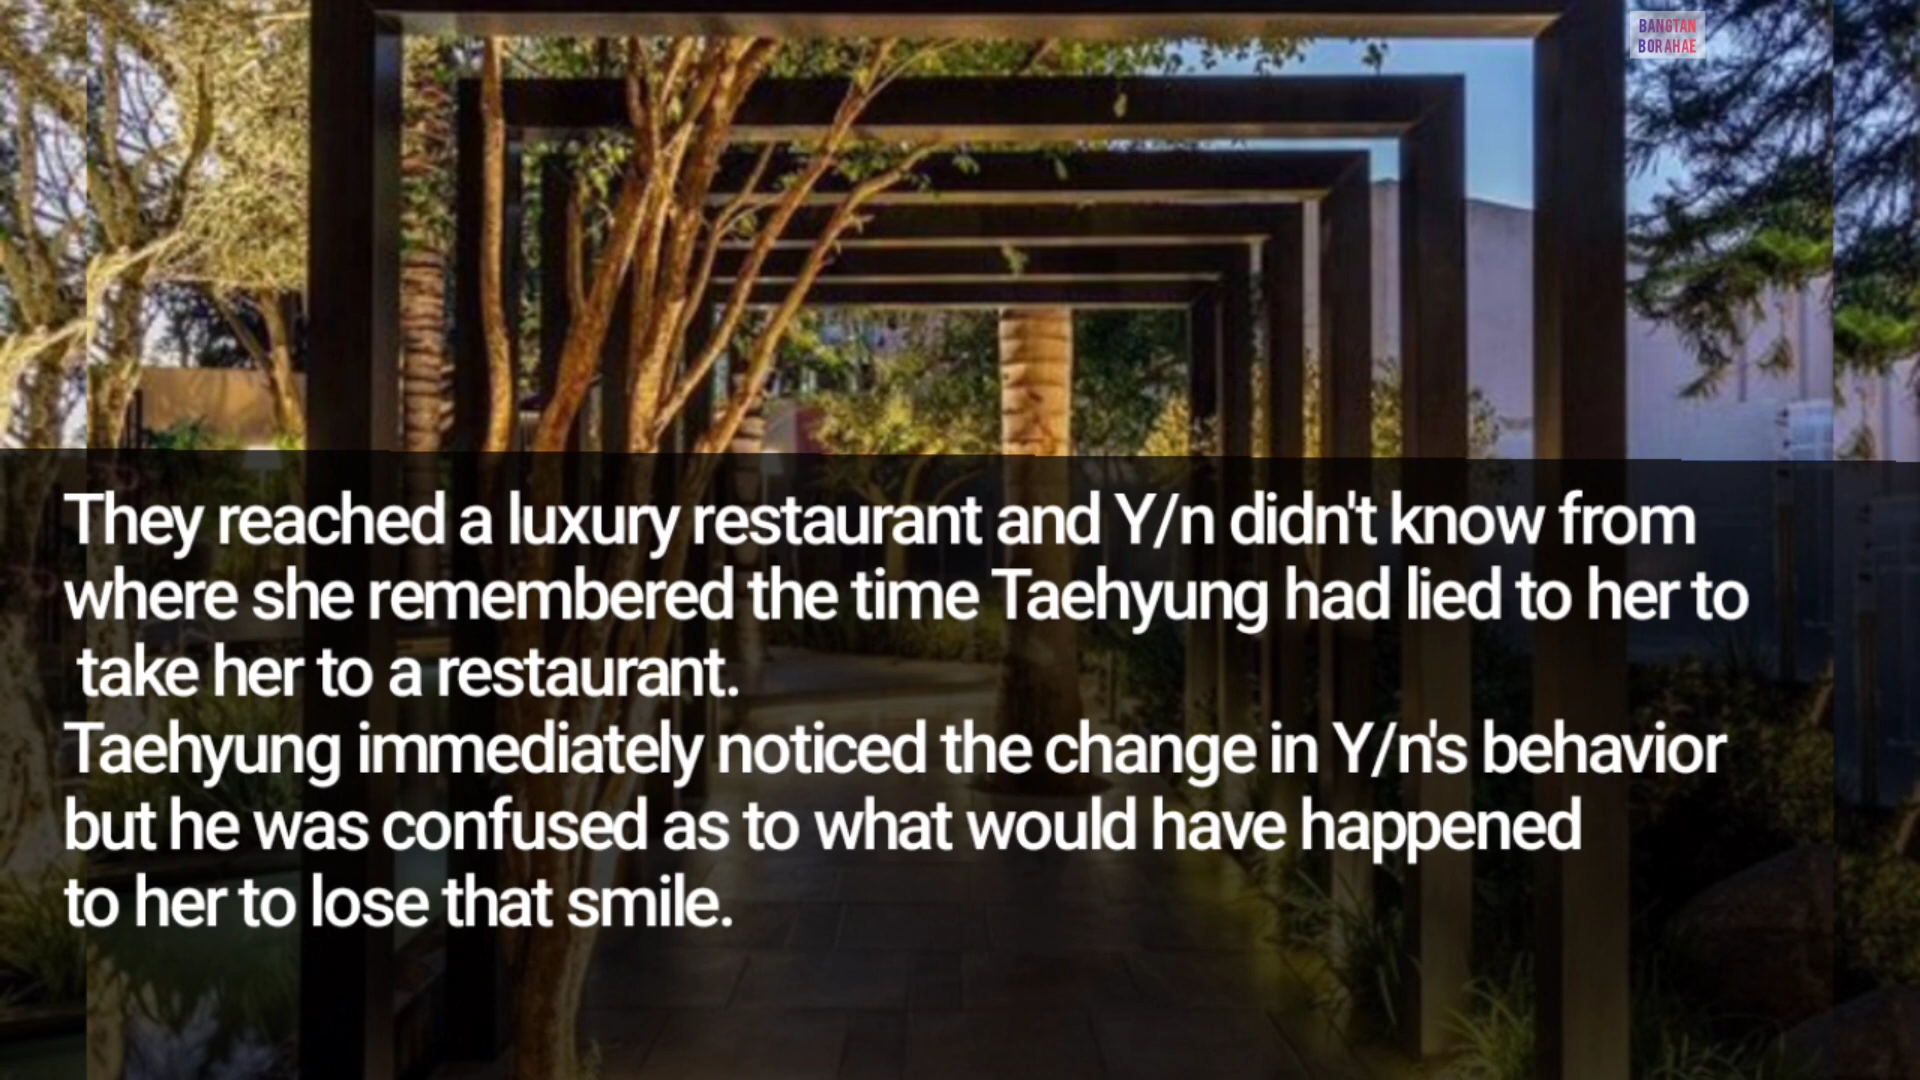 BANGTAN
BORAHAE
They reached a luxury restaurant and Y/n didn't know from
where she remembered the time Taehyung had lied to her to
take her to a restaurant.
Taehyung immediately noticed the change in Y/n's behavior
but he was confused as to what would have happened
to her to lose that smile.